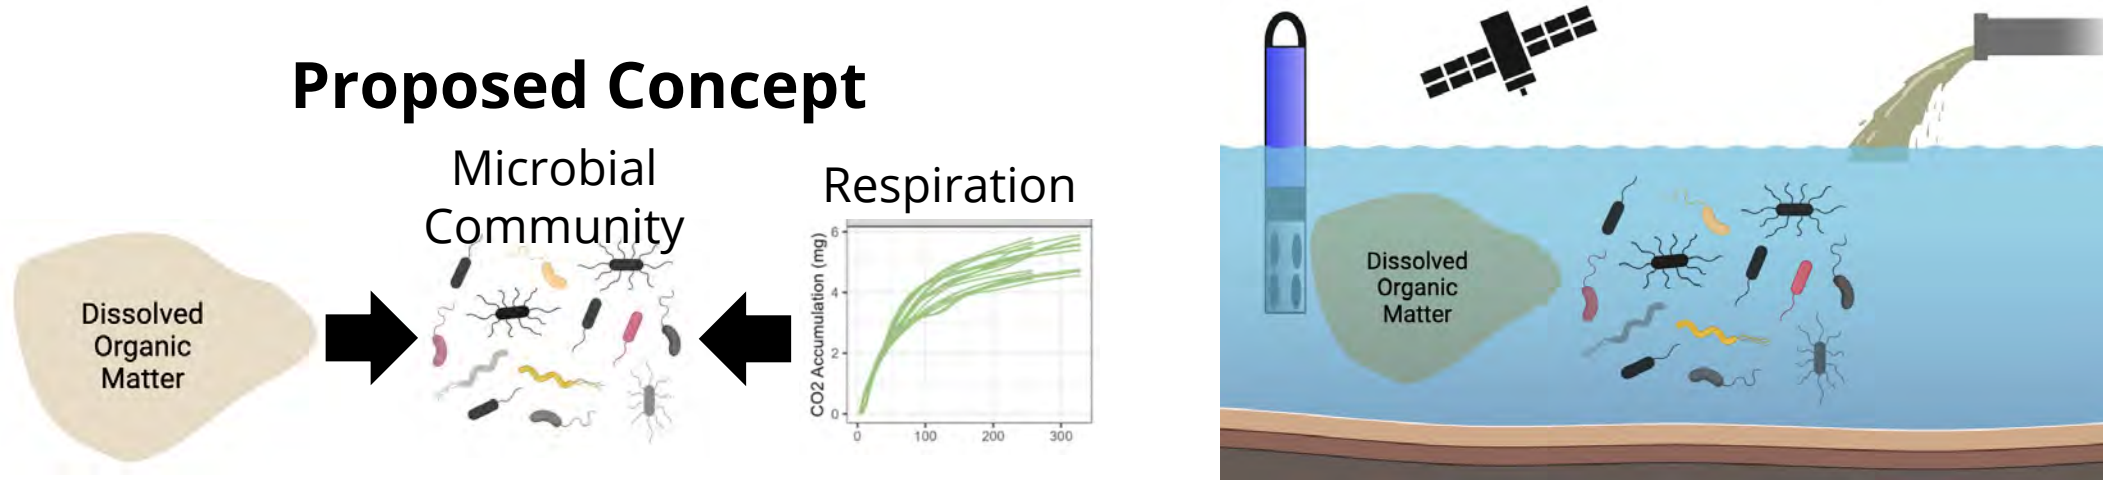 Proposed Concept
Microbial
Community
Respiration
Dissolved
Organic
Matter
CO2 Accumulation (mg)
6
4
2
0
0
100
200
300
Dissolved
Organic
Matter